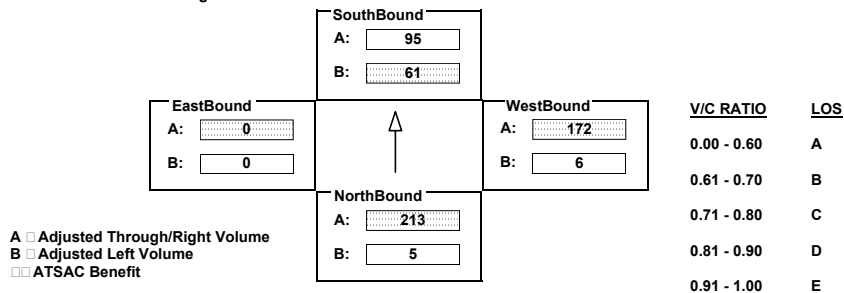 SouthBound
A: 95
B: 61
EastBound
A: 0
B: 0
WestBound
A: 172
B: 6
NorthBound
A: 213
B: 5
A □ Adjusted Through/Right Volume
B □ Adjusted Left Volume
□□ ATSAC Benefit
V/C RATIO LOS
0.00 - 0.60 A
0.61 - 0.70 B
0.71 - 0.80 C
0.81 - 0.90 D
0.91 - 1.00 E